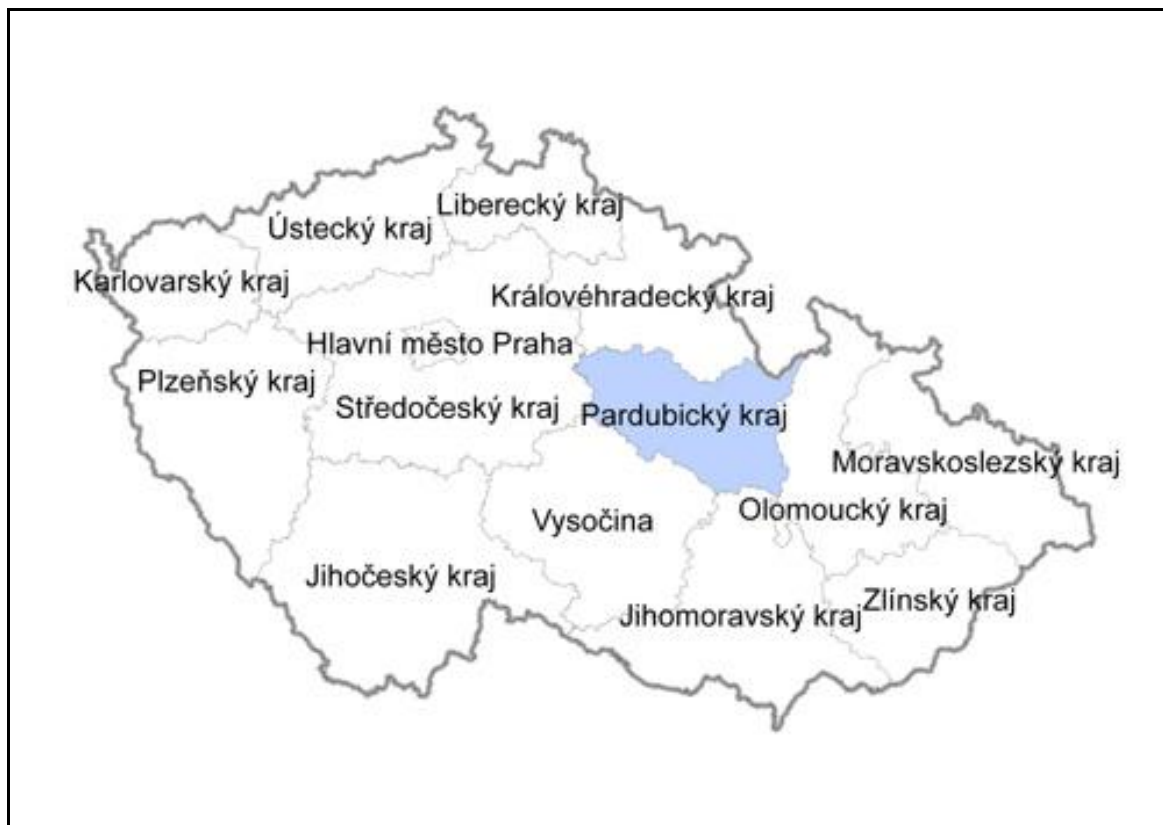 Liberecký kraj
Ústecký kraj
Karlovarský kraj
Královéhradecký kraj
Hlavní město Praha
Plzeňský kraj
Středočeský kraj
Pardubický kraj
Moravskoslezský kraj
Olomoucký kraj
Vysočina
Jihočeský kraj
Zlínský kraj
Jihomoravský kraj